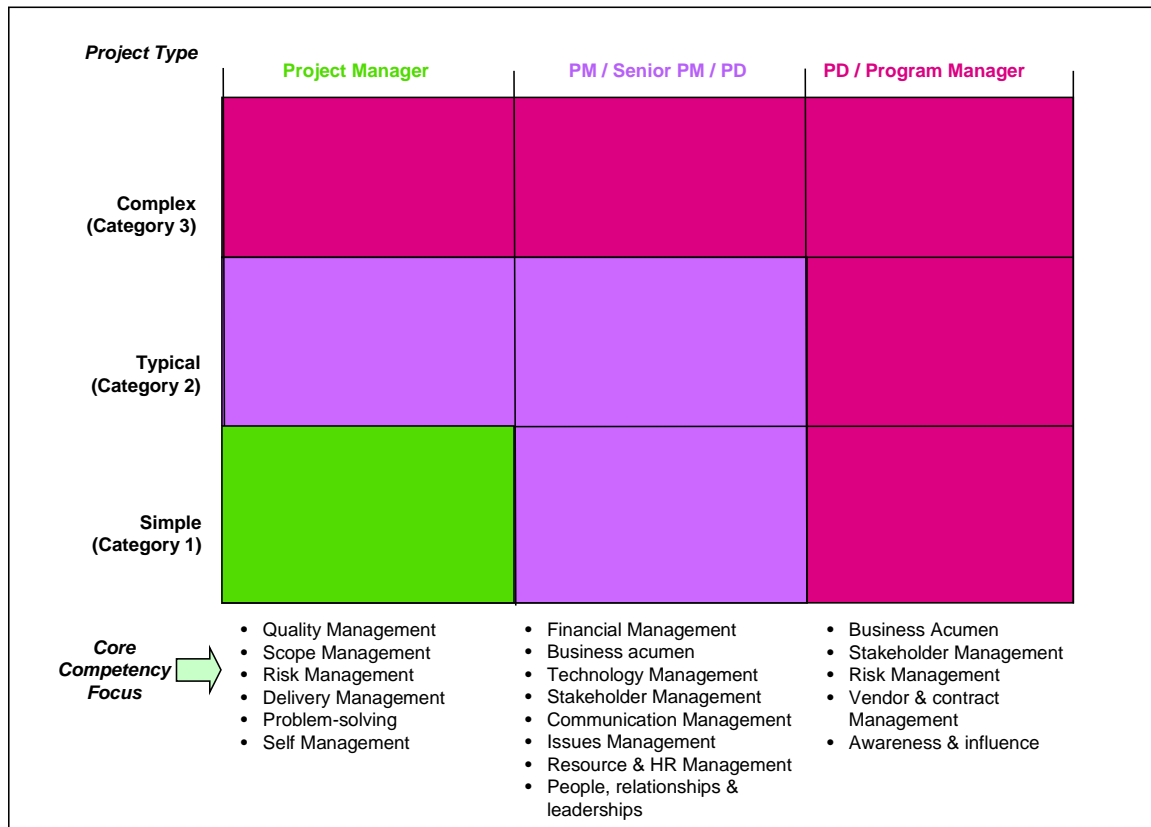 Project Type
Project Manager
PM / Senior PM / PD
PD / Program Manager
Complex
(Category 3)
Typical
(Category 2)
Simple
(Category 1)
Core
Competency
Focus
• Quality Management
• Scope Management
• Risk Management
• Delivery Management
• Problem-solving
• Self Management
• Financial Management
• Business acumen
• Technology Management
• Stakeholder Management
• Communication Management
• Issues Management
• Resource & HR Management
• People, relationships &
leaderships
• Business Acumen
• Stakeholder Management
• Risk Management
• Vendor & contract
Management
• Awareness & influence